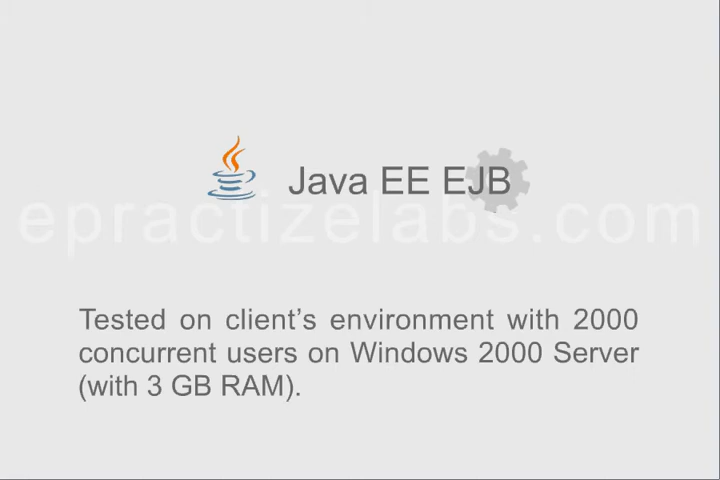 Java EE EJB
epractizelabs.com
Tested on client’s environment with 2000
concurrent users on Windows 2000 Server
(with 3 GB RAM).